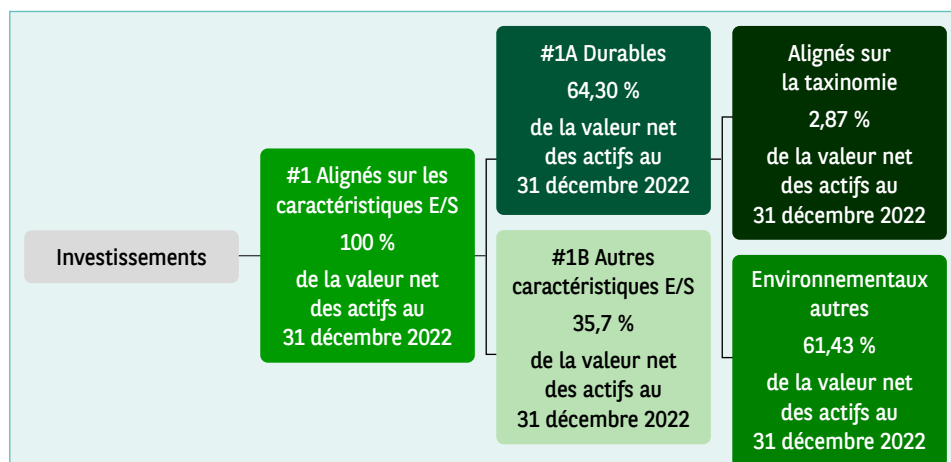 Investissements
#1 Alignés sur les
caractéristiques E/S
100 %
de la valeur net
des actifs au
31 décembre 2022
#1A Durables
64,30 %
de la valeur net
des actifs au
31 décembre 2022
#1B Autres
caractéristiques E/S
35,7 %
de la valeur net
des actifs au
31 décembre 2022
Alignés sur
la taxinomie
2,87 %
de la valeur net
des actifs au
31 décembre 2022
Environnementaux
autres
61,43 %
de la valeur net
des actifs au
31 décembre 2022